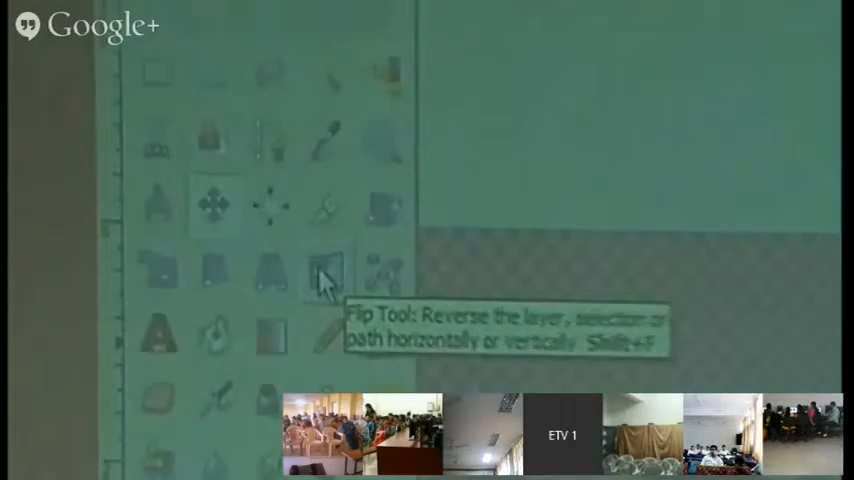 Google+
Flip Tool: Reverse the layer, selection or
path horizontally or vertically Shift+F
ETV 1